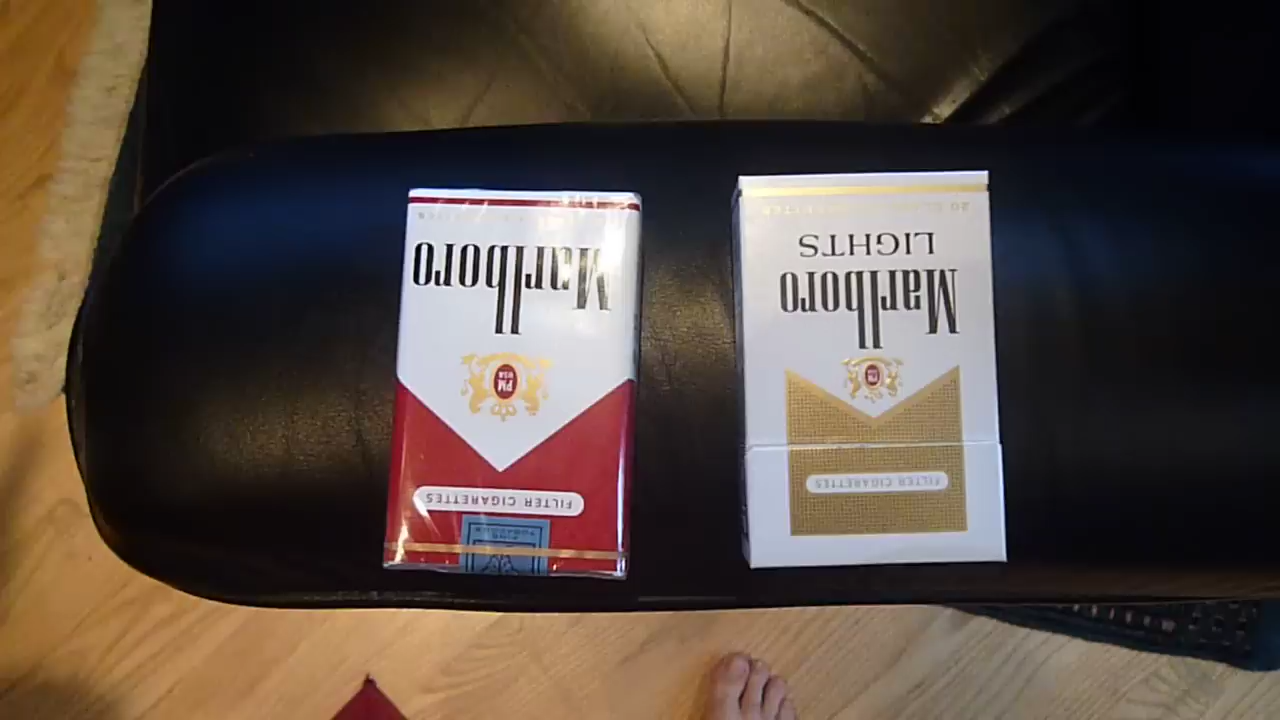 Marlboro
PM
USA
FILTER CIGARETTES
LIGHTS
Marlboro
FILTER CIGARETTES